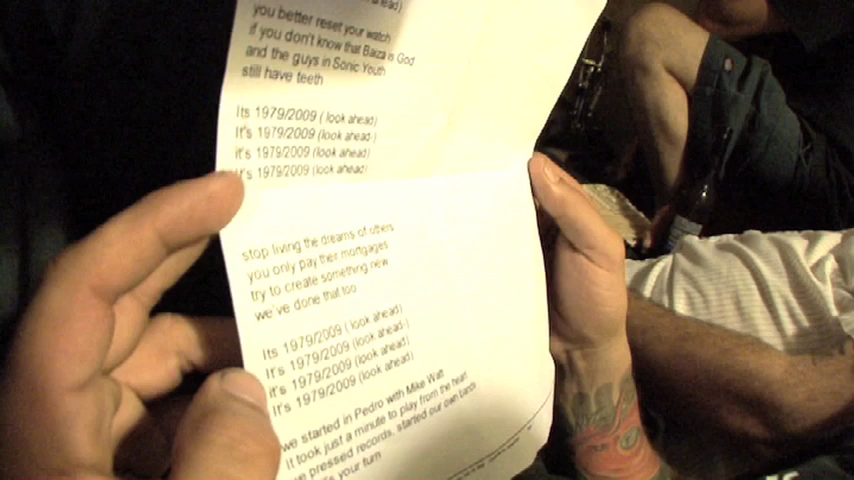 ahead)
you better reset your watch
if you don't know that Baiza is God
and the guys in Sonic Youth
still have teeth
Its 1979/2009 ( look ahead)
It's 1979/2009 (look ahead-)
it's 1979/2009 (look ahead)
It's 1979/2009 (look ahead)
stop living the dreams of others
you only pay their mortgages
try to create something new
we've done that too
Its 1979/2009 ( look ahead)
It's 1979/2009 (look ahead-)
it's 1979/2009 (look ahead)
It's 1979/2009 (look ahead)
we started in Pedro with Mike Watt
It took just a minute to play from the heart
pressed records, started our own bands
your turn